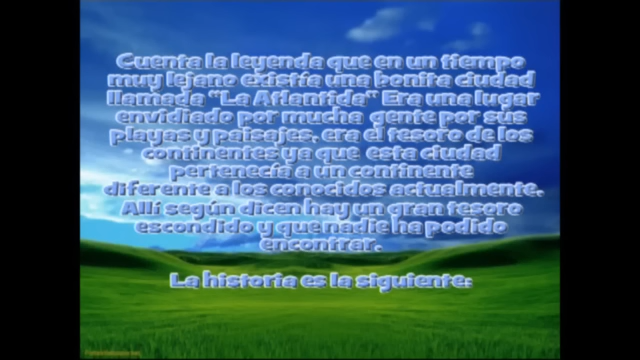 Cuenta la leyenda que en un tiempo
muy lejano existía una bonita ciudad
llamada "La Atlantida" Era una lugar
envidiado por mucha gente por sus
playas y paisajes, era el tesoro de los
continentes ya que esta ciudad
pertenecía a un continente
diferente a los conocidos actualmente.
Allí según dicen hay un gran tesoro
escondido y que nadie ha podido
encontrar.
La historia es la siguiente: